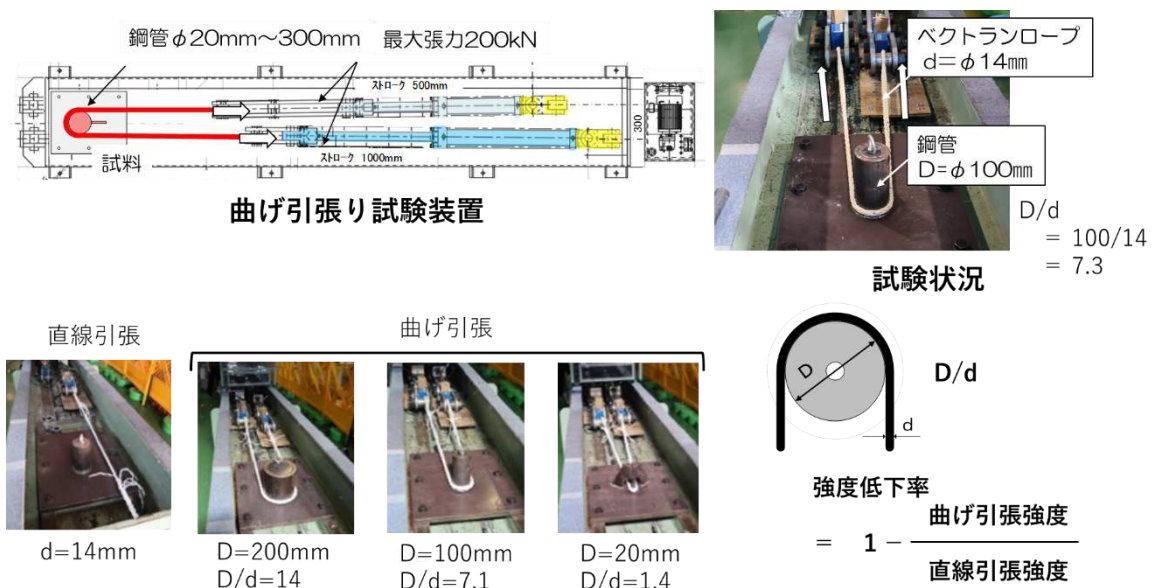 鋼管φ20mm~300mm 最大張力200kN
ストローク 500mm
試料
ストローク 1000mm
300
曲げ引張り試験装置
ベクトランロープ
d=φ14㎜
鋼管
D=φ100㎜
D/d
= 100/14
= 7.3
試験状況
直線引張
曲げ引張
d=14mm
D=200mm
D/d=14
D=100mm
D/d=7.1
D=20mm
D/d=1.4
D
d
D/d
強度低下率
= 1 −
曲げ引張強度
直線引張強度